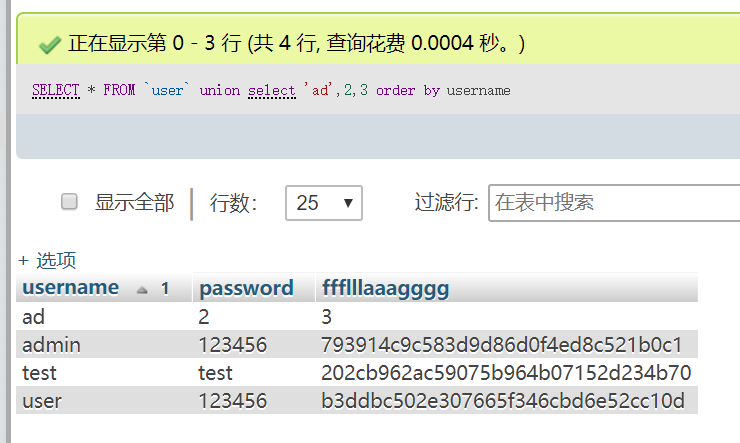 正在显示第 0 - 3 行 (共 4 行, 查询花费 0.0004 秒。)
SELECT * FROM `user` union select 'ad',2,3 order by username
显示全部 行数: 25 过滤行: 在表中搜索
+ 选项
username 1 password ffflllaaagggg
ad 2 3
admin 123456 793914c9c583d9d86d0f4ed8c521b0c1
test test 202cb962ac59075b964b07152d234b70
user 123456 b3ddbc502e307665f346cbd6e52cc10d